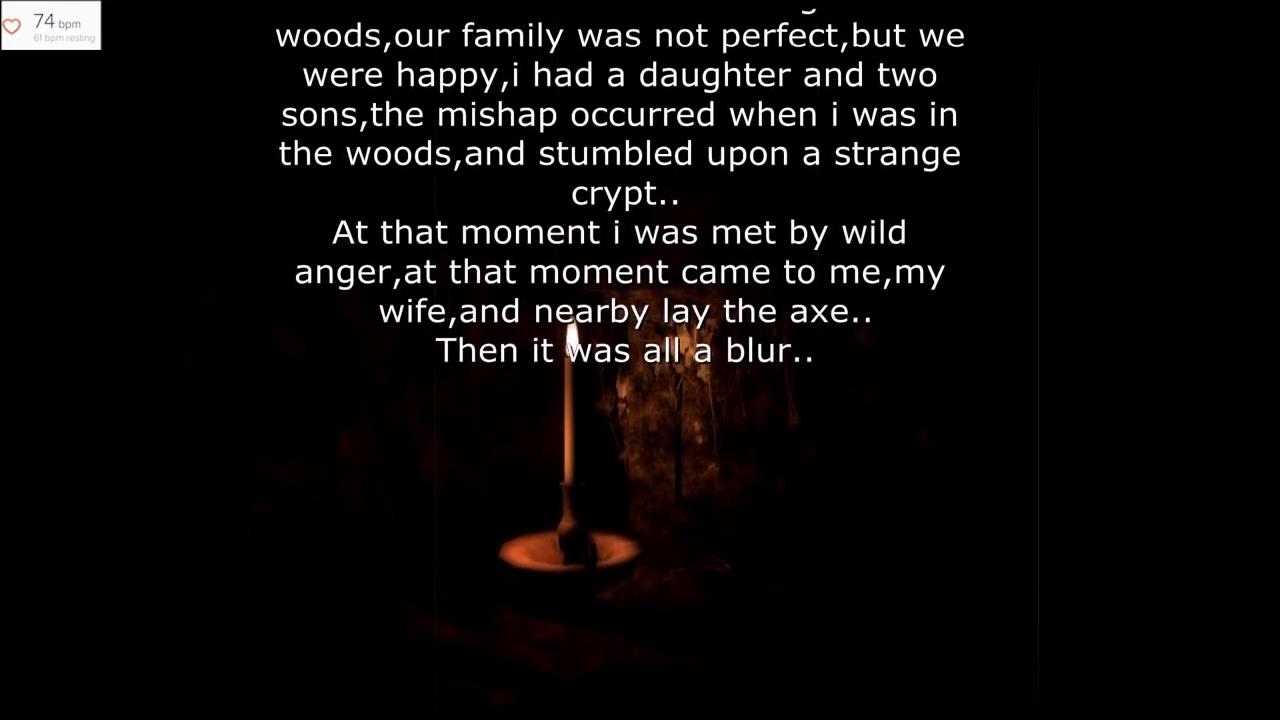 74 bpm
61 bpm resting
woods,our family was not perfect,but we
were happy,i had a daughter and two
sons,the mishap occurred when i was in
the woods,and stumbled upon a strange
crypt..
At that moment i was met by wild
anger,at that moment came to me,my
wife,and nearby lay the axe..
Then it was all a blur..